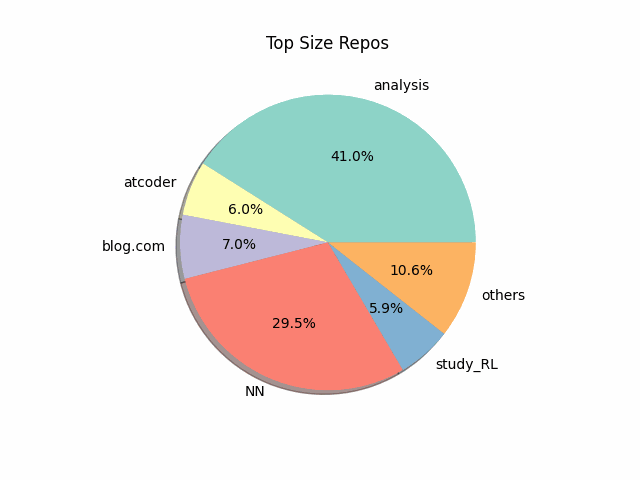 Top Size Repos
analysis
41.0%
atcoder
6.0%
blog.com
7.0%
10.6%
others
5.9%
29.5%
study_RL
NN